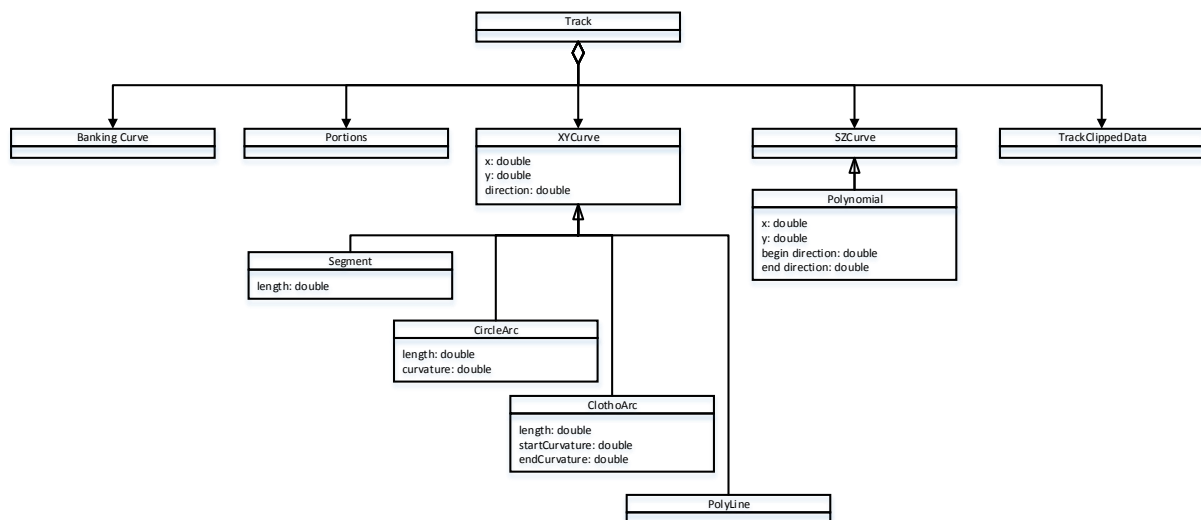 Track
Banking Curve
Portions
XYCurve
x: double
y: double
direction: double
SZCurve
TrackClippedData
Polynomial
x: double
y: double
begin direction: double
end direction: double
Segment
length: double
CircleArc
length: double
curvature: double
ClothoArc
length: double
startCurvature: double
endCurvature: double
PolyLine